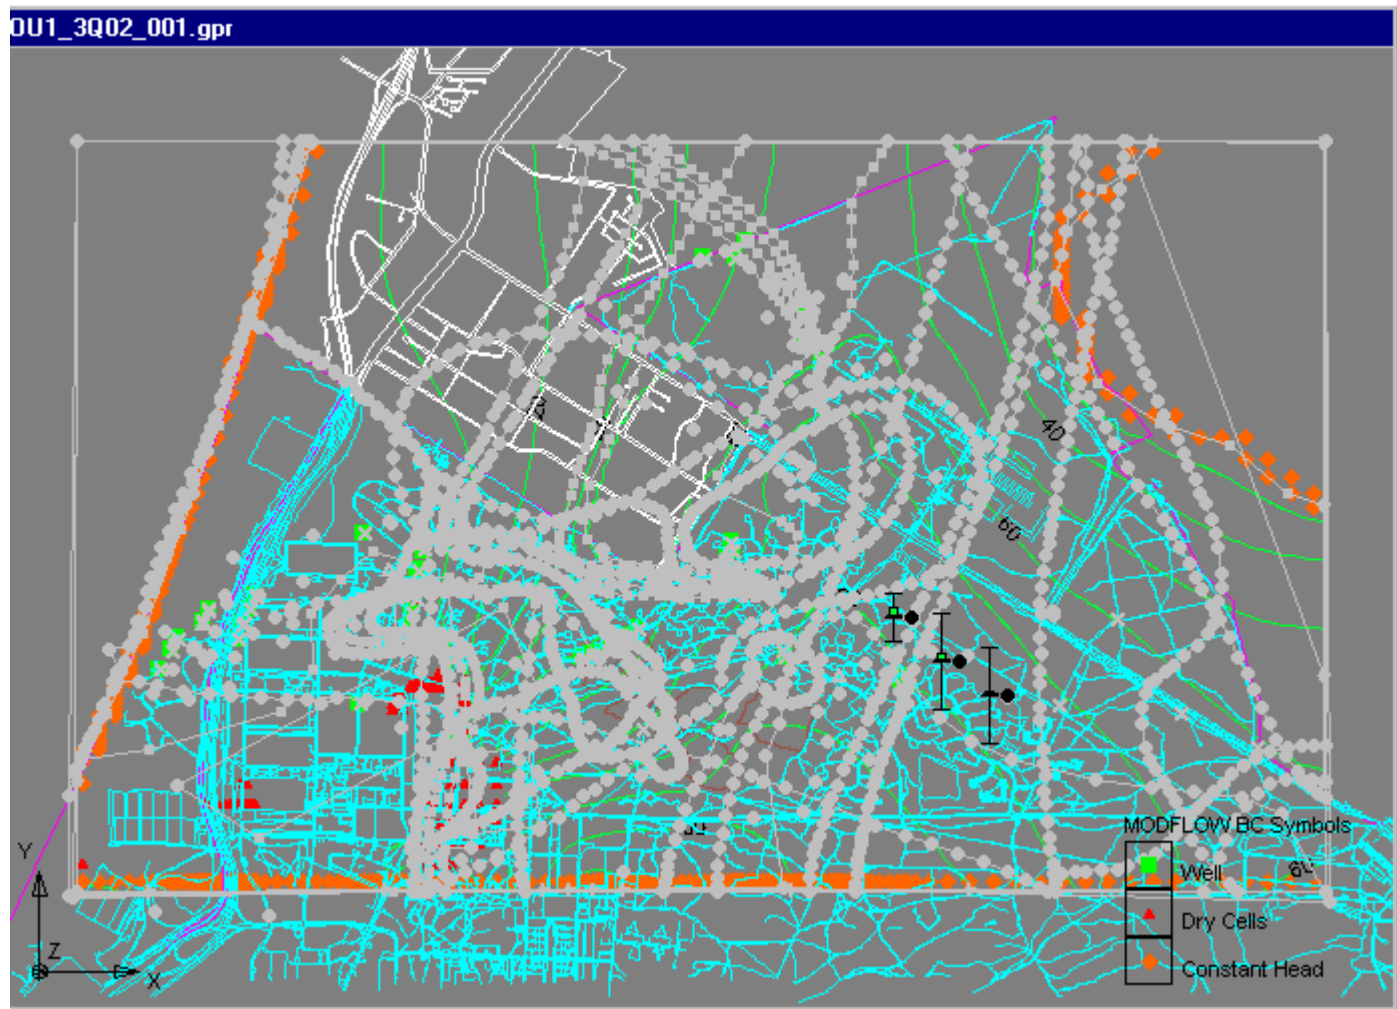 OU1_3Q02_001.gpr
40
60
MODFLOW BC Symbols
Well
Dry Cells
Constant Head
Y
Z
X